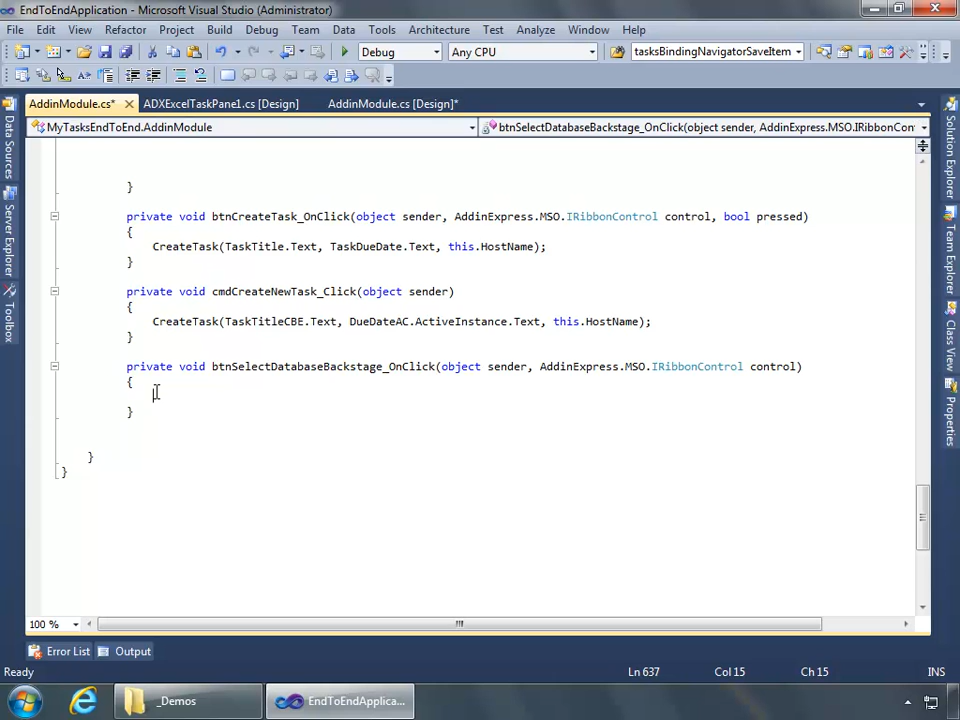 EndToEndApplication - Microsoft Visual Studio (Administrator)
File Edit View Refactor Project Build Debug Team Data Tools Architecture Test Analyze Window Help
Debug Any CPU tasksBindingNavigatorSaveItem
AddinModule.cs* ADXExcelTaskPane1.cs [Design] AddinModule.cs [Design]*
MyTasksEndToEnd.AddinModule btnSelectDatabaseBackstage_OnClick(object sender, AddinExpress.MSO.IRibbonCon
}
private void btnCreateTask_OnClick(object sender, AddinExpress.MSO.IRibbonControl control, bool pressed)
{
CreateTask(TaskTitle.Text, TaskDueDate.Text, this.HostName);
}
private void cmdCreateNewTask_Click(object sender)
{
CreateTask(TaskTitleCBE.Text, DueDateAC.ActiveInstance.Text, this.HostName);
}
private void btnSelectDatabaseBackstage_OnClick(object sender, AddinExpress.MSO.IRibbonControl control)
{
}
}
}
Data Sources
Server Explorer
Toolbox
Solution Explorer
Team Explorer
Class View
Properties
100 %
Error List Output
Ready Ln 637 Col 15 Ch 15 INS
_Demos EndToEndApplica...